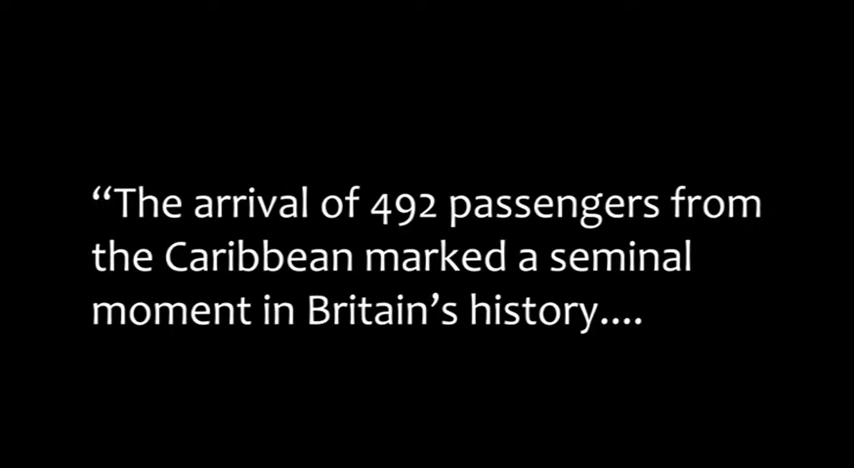 “The arrival of 492 passengers from
the Caribbean marked a seminal
moment in Britain’s history....